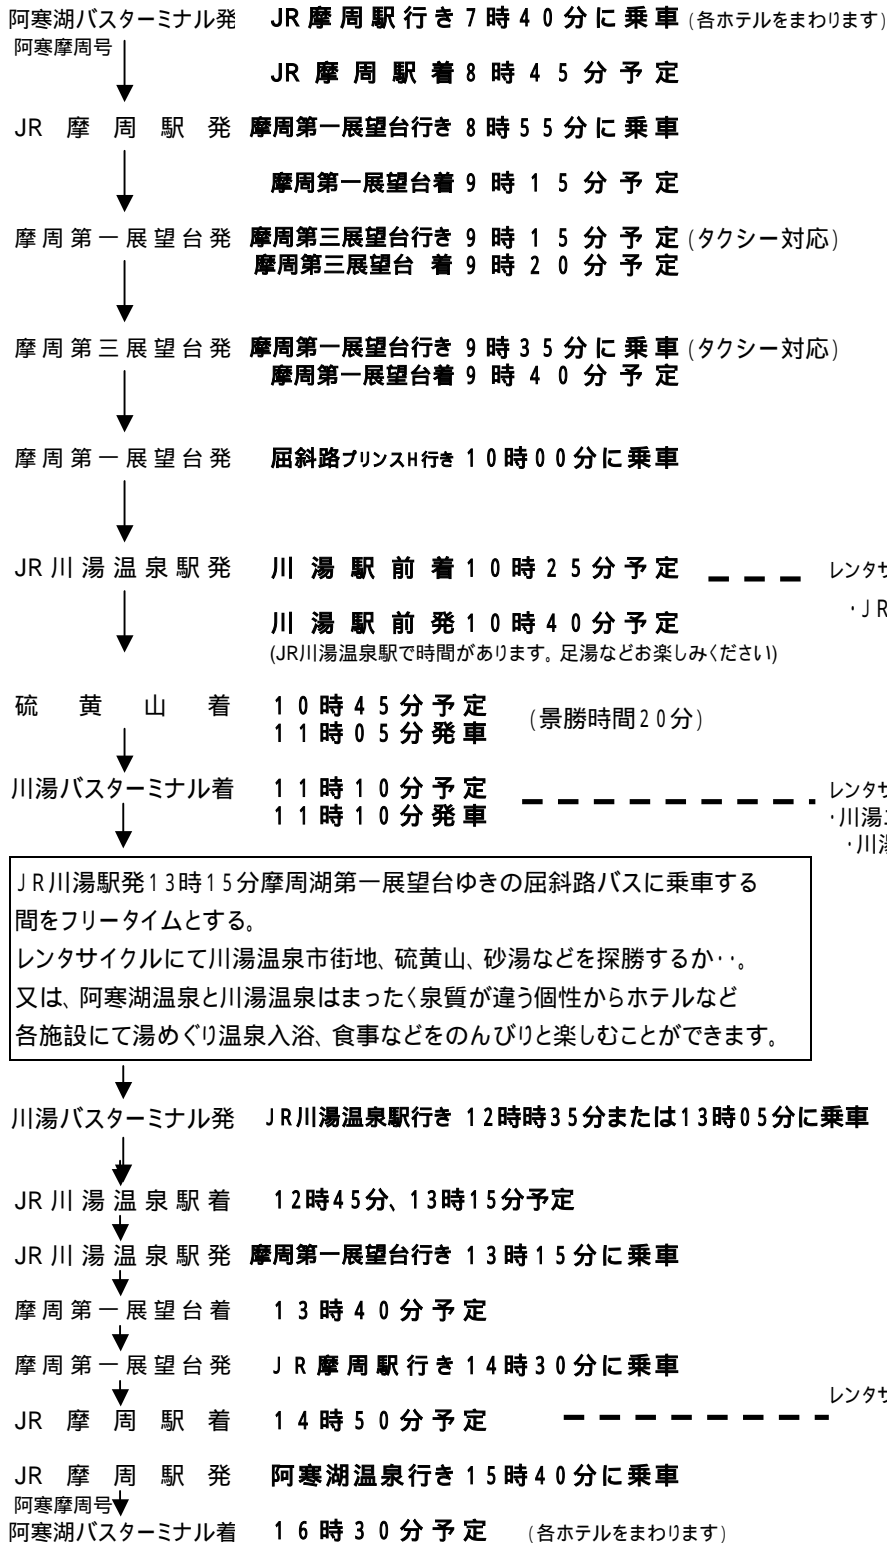 阿寒湖バスターミナル発 JR摩周駅行き7時40分に乗車(各ホテルをまわります)
阿寒摩周号
JR摩周駅着8時45分予定
JR摩周駅発 摩周第一展望台行き8時55分に乗車
摩周第一展望台着9時15分予定
摩周第一展望台発 摩周第三展望台行き9時15分予定(タクシー対応)
摩周第三展望台 着9時20分予定
摩周第三展望台発 摩周第一展望台行き9時35分に乗車(タクシー対応)
摩周第一展望台着9時40分予定
摩周第一展望台発 屈斜路プリンスH行き10時00分に乗車
JR川湯温泉駅発 川湯駅前着10時25分予定 レンタサ
・JR
川湯駅前発10時40分予定
(JR川湯温泉駅で時間があります。足湯などお楽しみください)
硫黄山着 10時45分予定 (景勝時間20分)
11時05分発車
川湯バスターミナル着 11時10分予定 レンタサ
11時10分発車 ・川湯
・川湯
JR川湯駅発13時15分摩周湖第一展望台ゆきの屈斜路バスに乗車する
間をフリータイムとする。
レンタサイクルにて川湯温泉市街地、硫黄山、砂湯などを探勝するか・・。
又は、阿寒湖温泉と川湯温泉はまったく泉質が違う個性からホテルなど
各施設にて湯めぐり温泉入浴、食事などをのんびりと楽しむことができます。
川湯バスターミナル発 JR川湯温泉駅行き 12時時35分または13時05分に乗車
JR川湯温泉駅着 12時45分、13時15分予定
JR川湯温泉駅発 摩周第一展望台行き13時15分に乗車
摩周第一展望台着 13時40分予定
摩周第一展望台発 JR摩周駅行き14時30分に乗車
レンタサ
JR摩周駅着 14時50分予定
JR摩周駅発 阿寒湖温泉行き15時40分に乗車
阿寒摩周号
阿寒湖バスターミナル着 16時30分予定 (各ホテルをまわります)